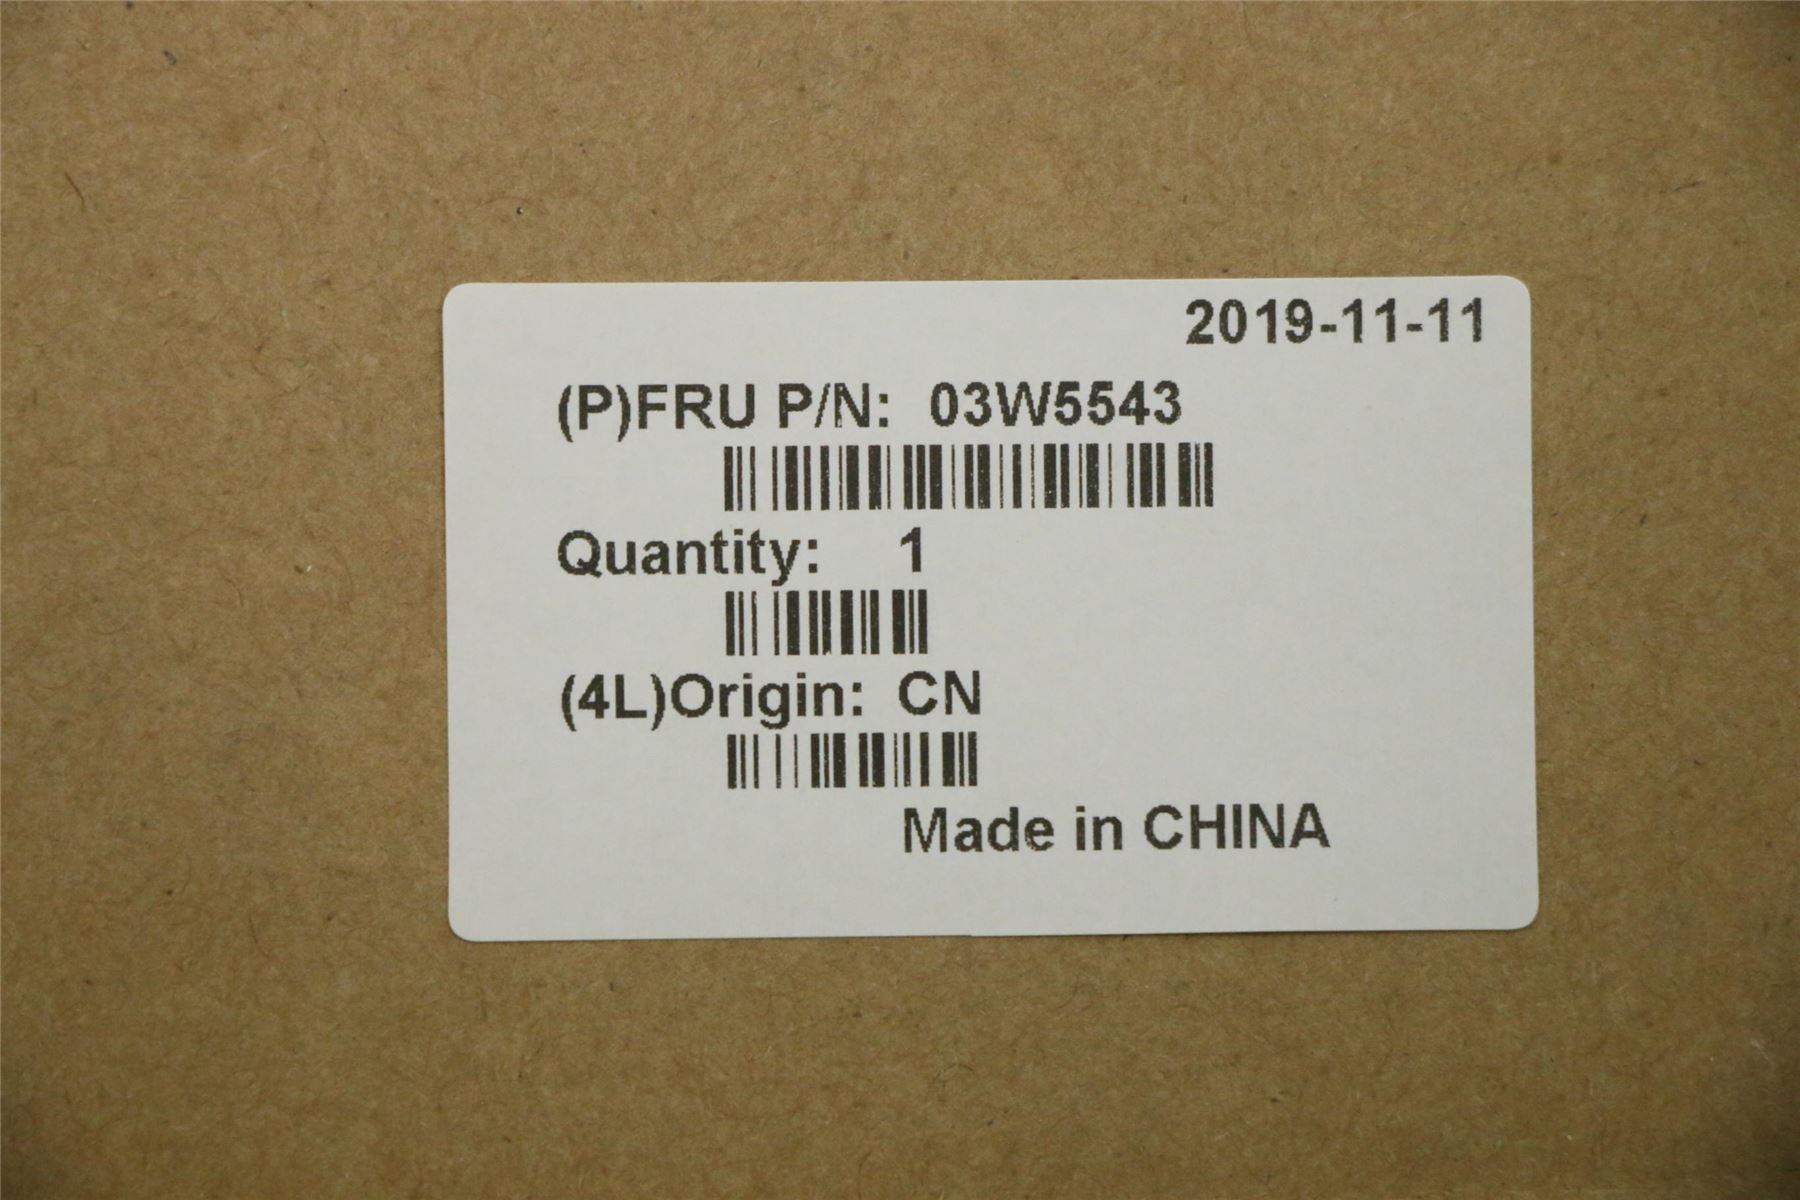 2019-11-11
(P)FRU P/N: 03W5543
Quantity: 1
(4L)Origin: CN
Made in CHINA